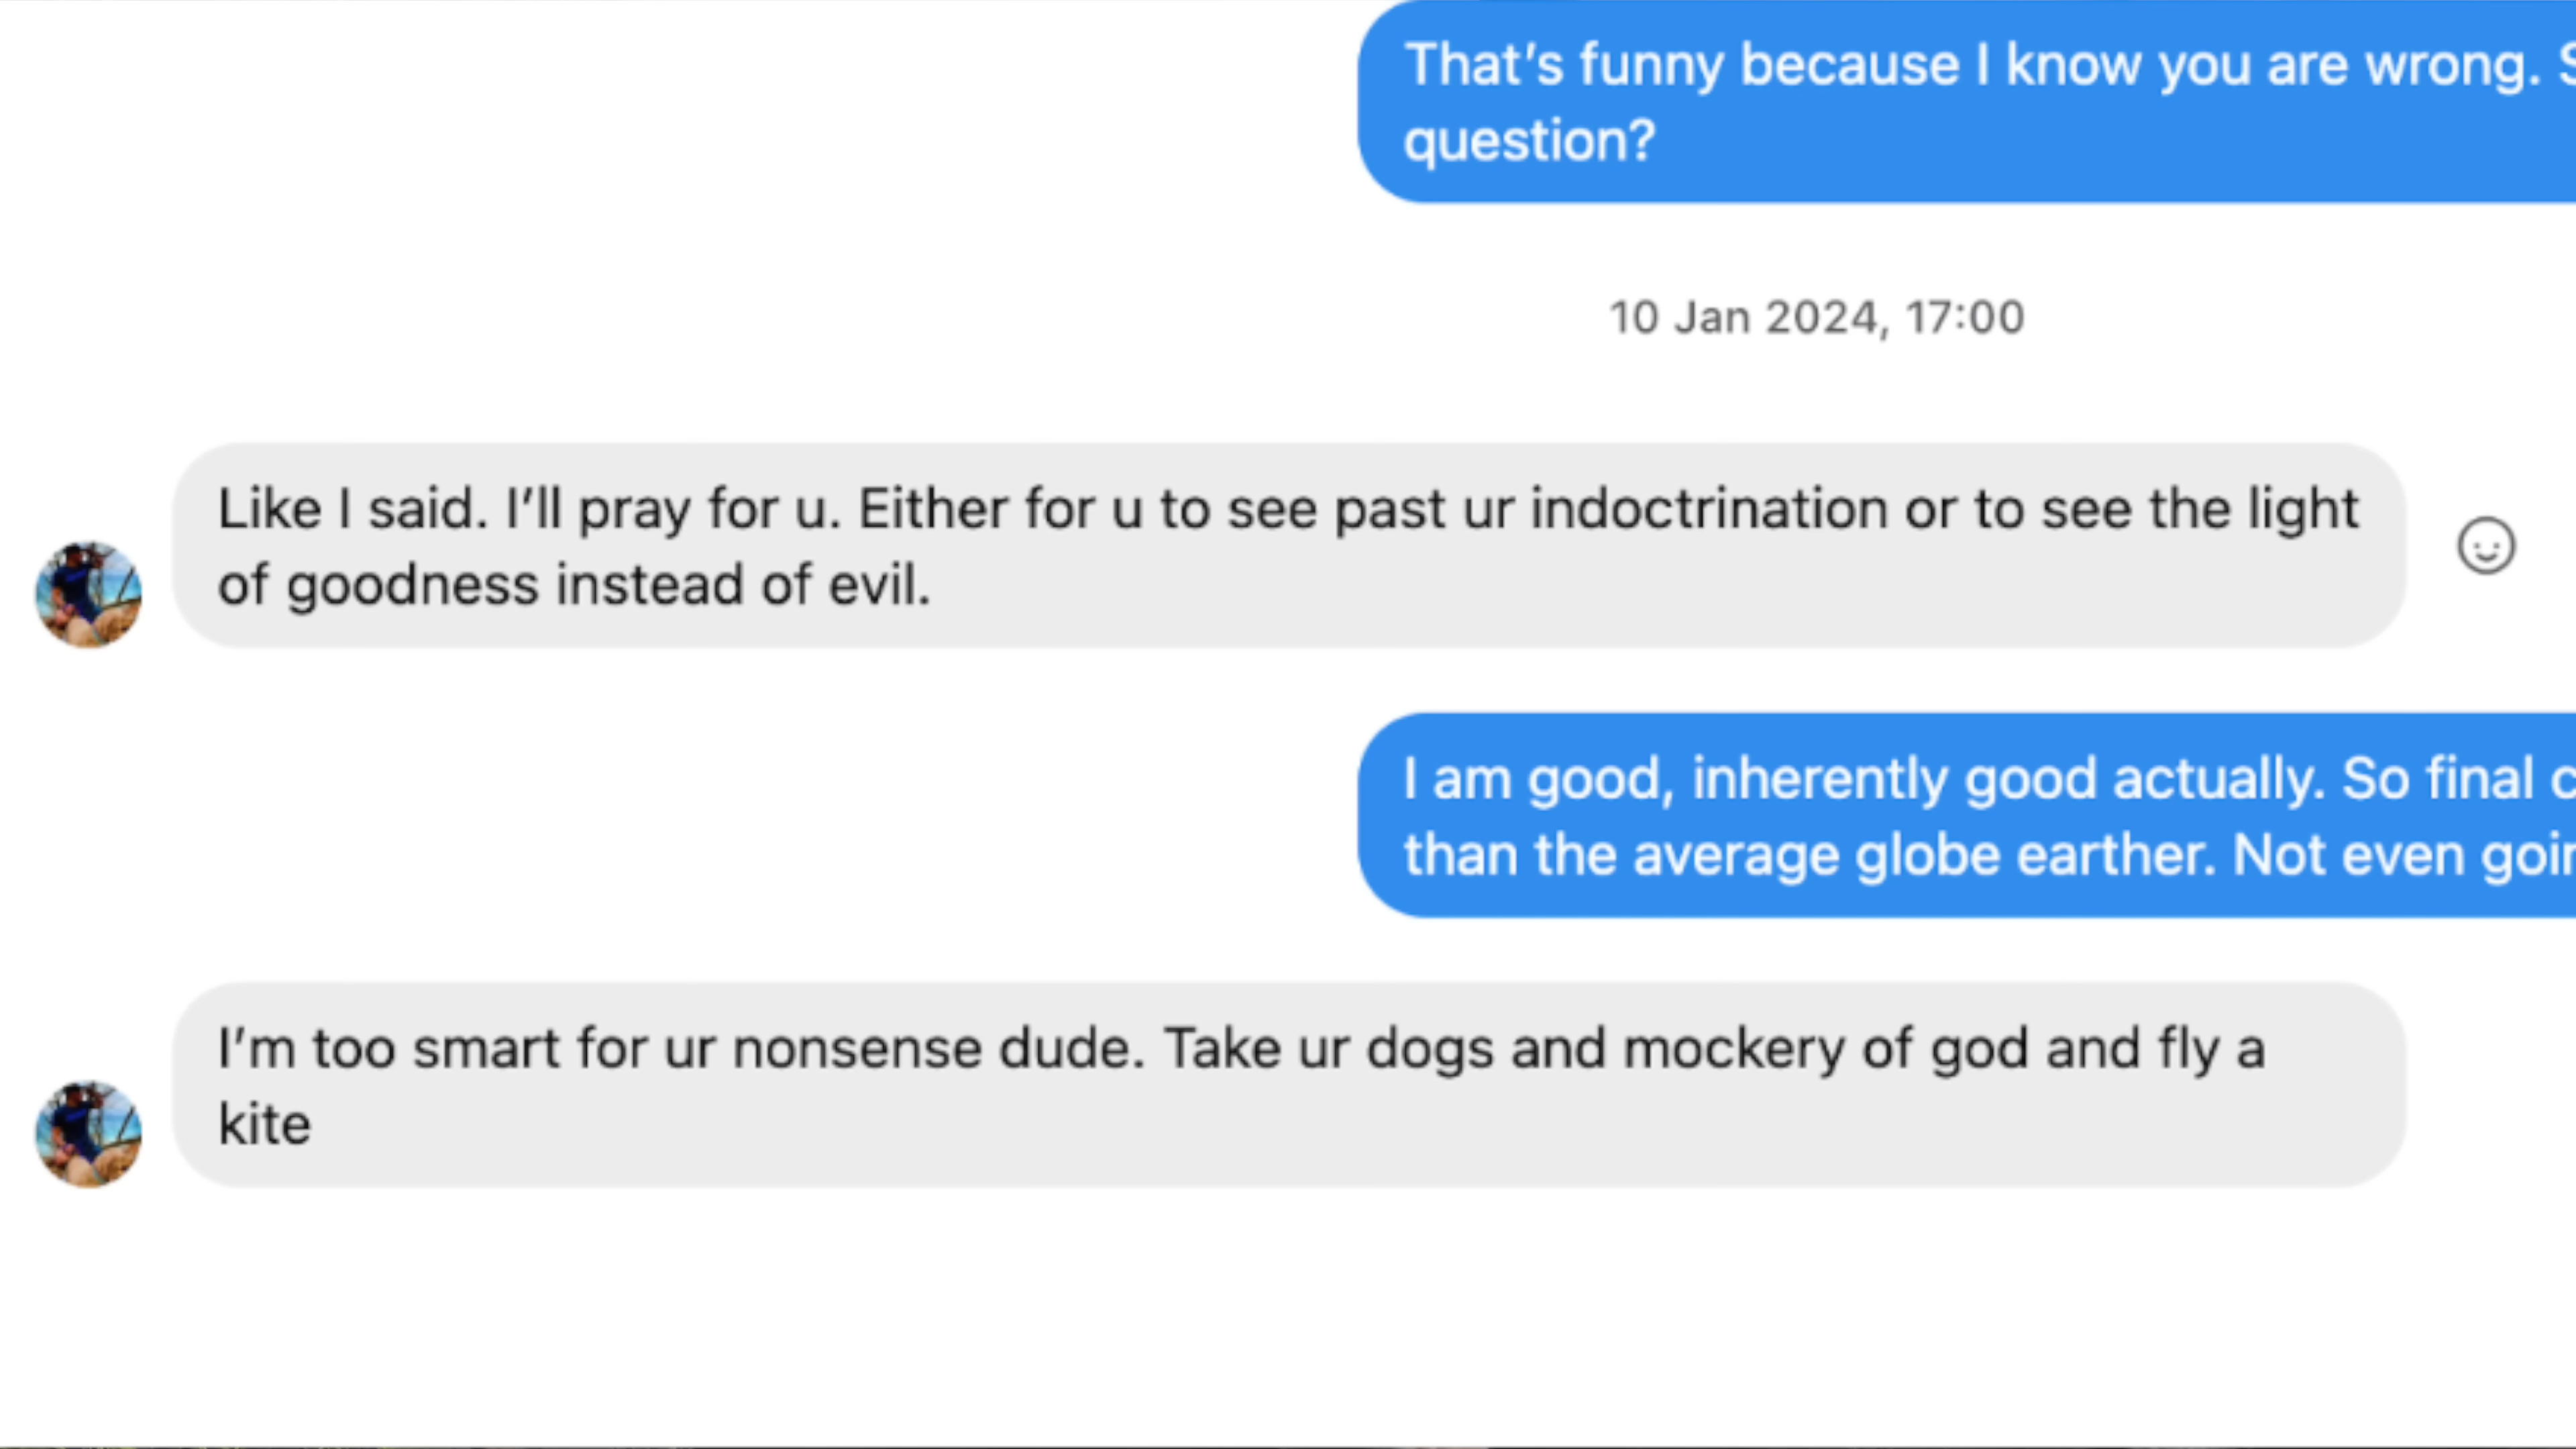 That's funny because I know you are wrong.
question?
10 Jan 2024, 17:00
Like I said. I'll pray for u. Either for u to see past ur indoctrination or to see the light
of goodness instead of evil.
I am good, inherently good actually. So final
than the average globe earther. Not even
I'm too smart for ur nonsense dude. Take ur dogs and mockery of god and fly a
kite